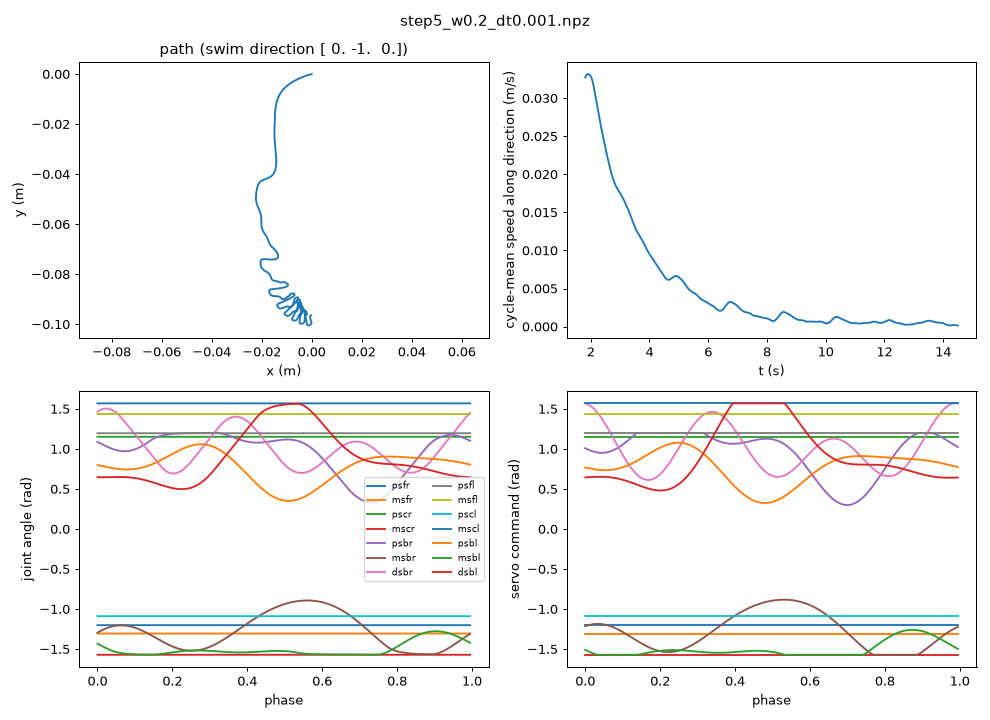 step5_w0.2_dt0.001.npz
path (swim direction [ 0. -1.  0.])
0.00
−0.02
−0.04
−0.06
−0.08
−0.10
y (m)
−0.08 −0.06 −0.04 −0.02 0.00 0.02 0.04 0.06
x (m)
0.030
0.025
0.020
0.015
0.010
0.005
0.000
cycle-mean speed along direction (m/s)
2 4 6 8 10 12 14
t (s)
1.5
1.0
0.5
0.0
−0.5
−1.0
−1.5
joint angle (rad)
psfr psfl
msfr msfl
pscr pscl
mscr mscl
psbr psbl
msbr msbl
dsbr dsbl
0.0 0.2 0.4 0.6 0.8 1.0
phase
1.5
1.0
0.5
0.0
−0.5
−1.0
−1.5
servo command (rad)
0.0 0.2 0.4 0.6 0.8 1.0
phase